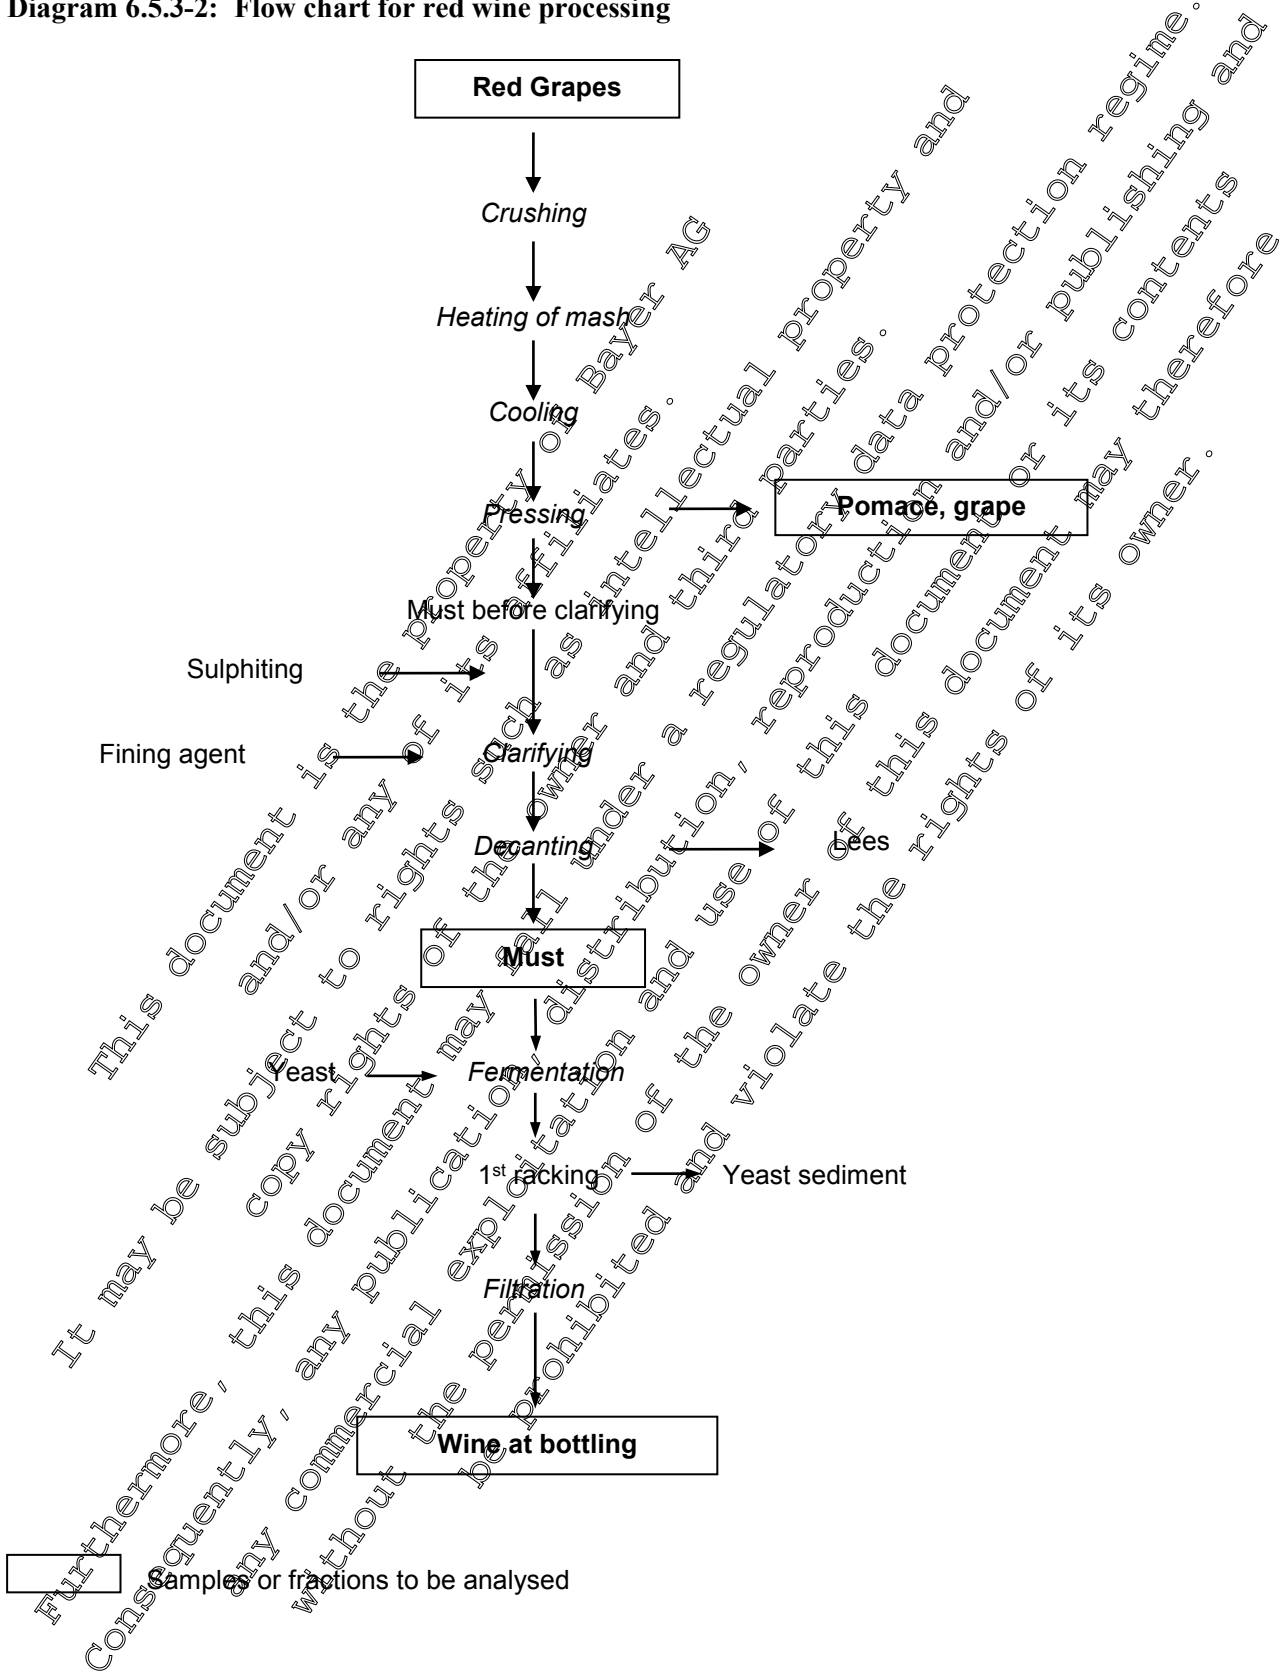 Diagram 6.5.3-2: Flow chart for red wine processing
Red Grapes
Crushing
Heating of mash
Cooling
Pressing
Pomace, grape
Must before clarifying
Sulphiting
Fining agent
Clarifying
Decanting
Lees
Must
Yeast
Fermentation
1st racking
Yeast sediment
Filtration
Wine at bottling
Samples or fractions to be analysed
This document is the property of Bayer AG
and/or any of its affiliates.
It may be subject to rights such as intellectual property and
copy rights of the owner and third parties.
Furthermore, this document may fall under a regulatory data protection regime.
Consequently, any publication, distribution, reproduction and/or publishing and
any commercial exploitation and use of this document or its contents
without the permission of the owner of this document may therefore
be prohibited and violate the rights of its owner.